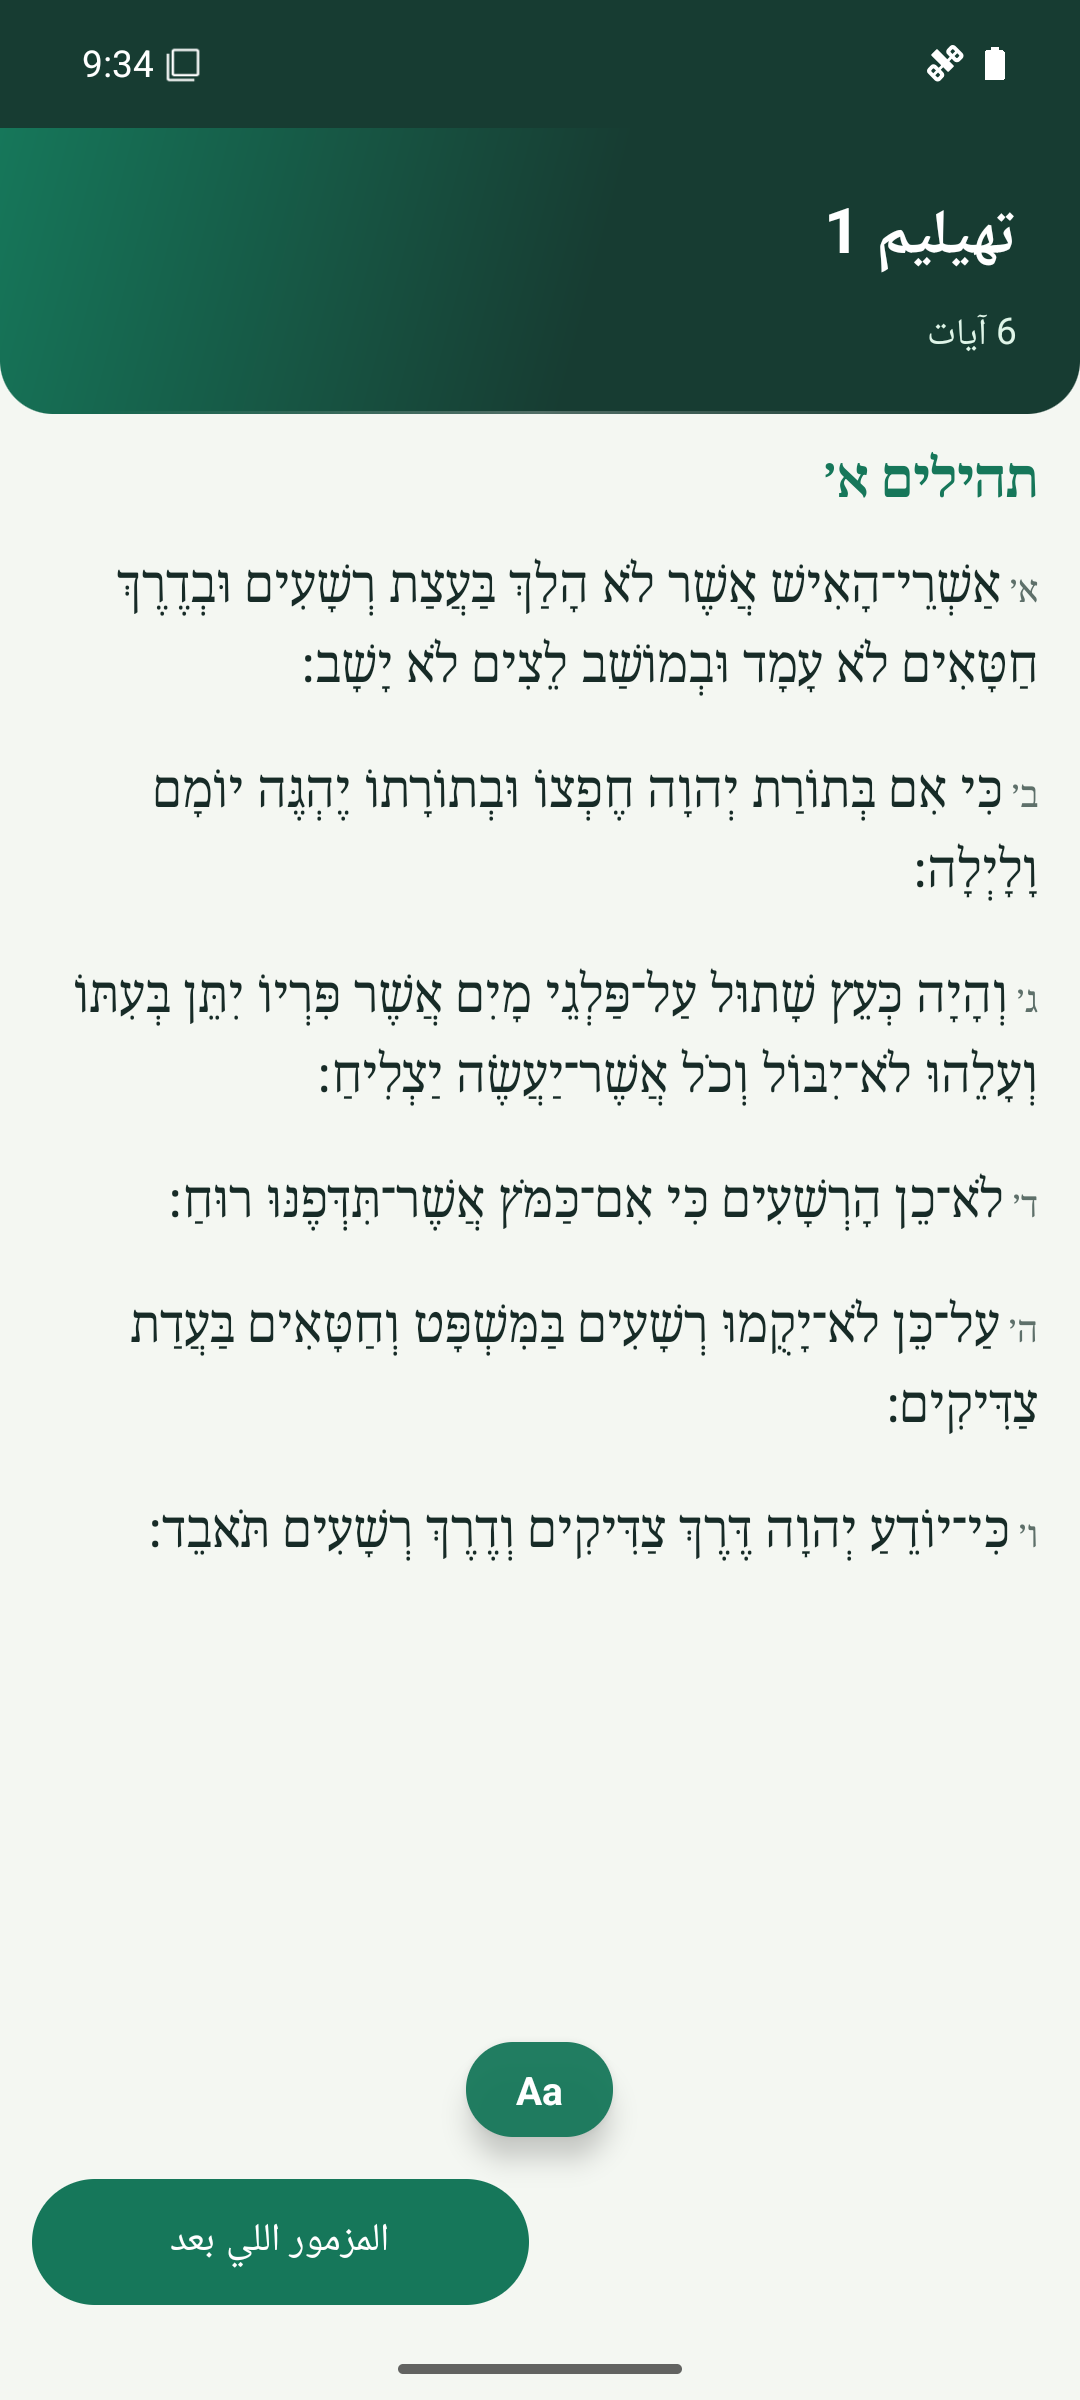 9:34
تهيليم 1
6 آيات
תהילים א׳
א׳ אַשְׁרֵי־הָאִישׁ אֲשֶׁר לֹא הָלַךְ בַּעֲצַת רְשָׁעִים וּבְדֶרֶךְ
חַטָּאִים לֹא עָמָד וּבְמוֹשַׁב לֵצִים לֹא יָשָׁב׃
ב׳ כִּי אִם בְּתוֹרַת יְהוָה חֶפְצוֹ וּבְתוֹרָתוֹ יֶהְגֶּה יוֹמָם
וָלָיְלָה׃
ג׳ וְהָיָה כְּעֵץ שָׁתוּל עַל־פַּלְגֵי מָיִם אֲשֶׁר פִּרְיוֹ יִתֵּן בְּעִתּוֹ
וְעָלֵהוּ לֹא־יִבּוֹל וְכֹל אֲשֶׁר־יַעֲשֶׂה יַצְלִיחַ׃
ד׳ לֹא־כֵן הָרְשָׁעִים כִּי אִם־כַּמֹּץ אֲשֶׁר־תִּדְּפֶנּוּ רוּחַ׃
ה׳ עַל־כֵּן לֹא־יָקֻמוּ רְשָׁעִים בַּמִּשְׁפָּט וְחַטָּאִים בַּעֲדַת
צַדִּיקִים׃
ו׳ כִּי־יוֹדֵעַ יְהוָה דֶּרֶךְ צַדִּיקִים וְדֶרֶךְ רְשָׁעִים תֹּאבֵד׃
Aa
المزمور اللي بعد